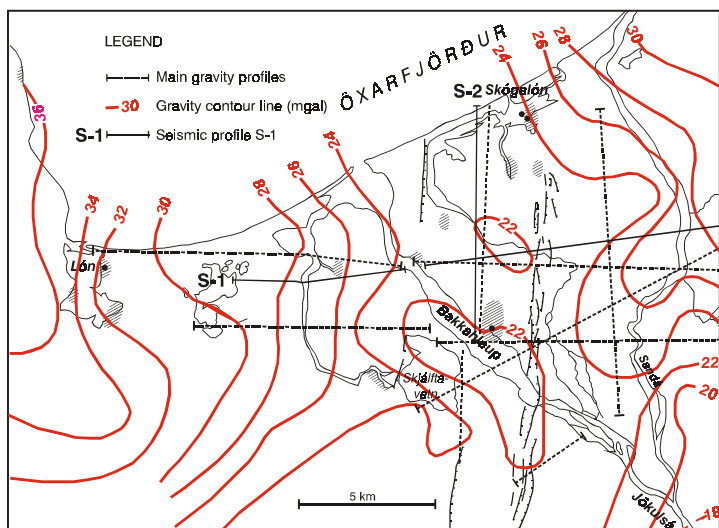 LEGEND
Main gravity profiles
30 Gravity contour line (mgal)
S-1 Seismic profile S-1
ÖXARFJÖRÐUR
S-2 Skógalón
24
26
28
30
36
34
32
30
28
26
24
22
Lón
S-1
Bakkahlaup
22
Skjálfta-
vatn
Sandá
22
20
18
Jökulsá
5 km